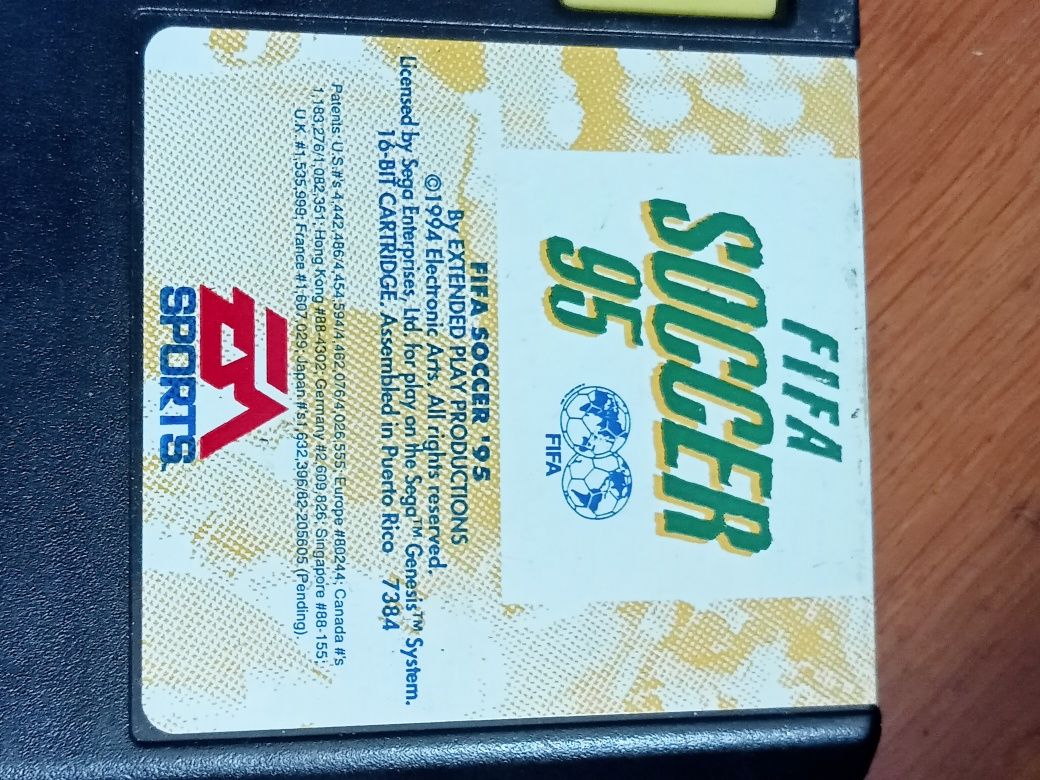 FIFA
SOCCER
95
FIFA
FIFA SOCCER '95
By EXTENDED PLAY PRODUCTIONS
©1994 Electronic Arts. All rights reserved.
Licensed by Sega Enterprises, Ltd. for play on the Sega™ Genesis™ System.
16-BIT CARTRIDGE, Assembled in Puerto Rico 7384
Patents: U.S.#'s 4,442,486/4,454,594/4,462,076/4,026,555; Europe #80244; Canada #'s
1,183,276/1,082,351; Hong Kong #88-4302; Germany #2,609,826; Singapore #88-155;
U.K. #1,535,999; France #1,607,029; Japan #'s1,632,396/82-205605 (Pending).
EA
SPORTS™